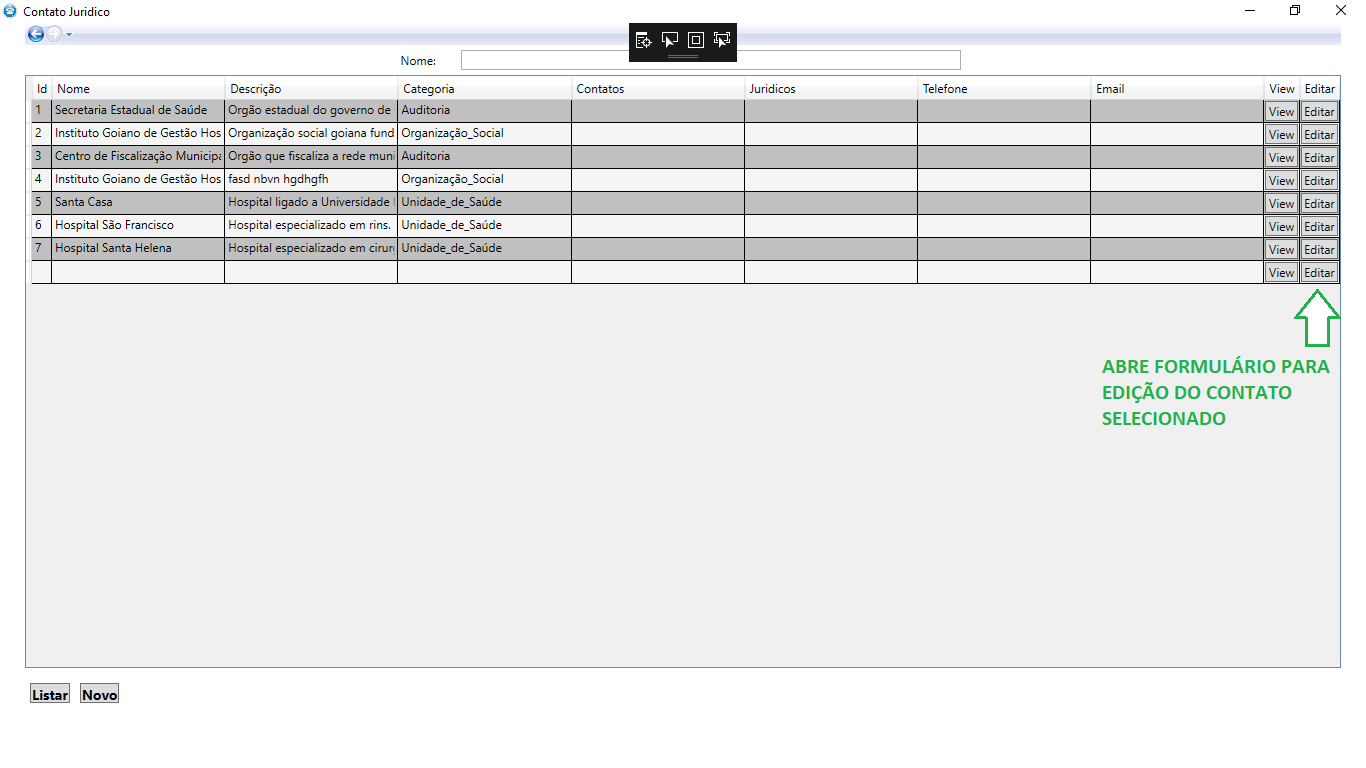 Contato Juridico
Nome:
Id Nome Descrição Categoria Contatos Juridicos Telefone Email View Editar
1 Secretaria Estadual de Saúde Orgão estadual do governo de Auditoria View Editar
2 Instituto Goiano de Gestão Hos Organização social goiana fund Organização_Social View Editar
3 Centro de Fiscalização Municipa Orgão que fiscaliza a rede muni Auditoria View Editar
4 Instituto Goiano de Gestão Hos fasd nbvn hgdhgfh Organização_Social View Editar
5 Santa Casa Hospital ligado a Universidade Unidade_de_Saúde View Editar
6 Hospital São Francisco Hospital especializado em rins. Unidade_de_Saúde View Editar
7 Hospital Santa Helena Hospital especializado em cirur Unidade_de_Saúde View Editar
View Editar
ABRE FORMULÁRIO PARA
EDIÇÃO DO CONTATO
SELECIONADO
Listar Novo